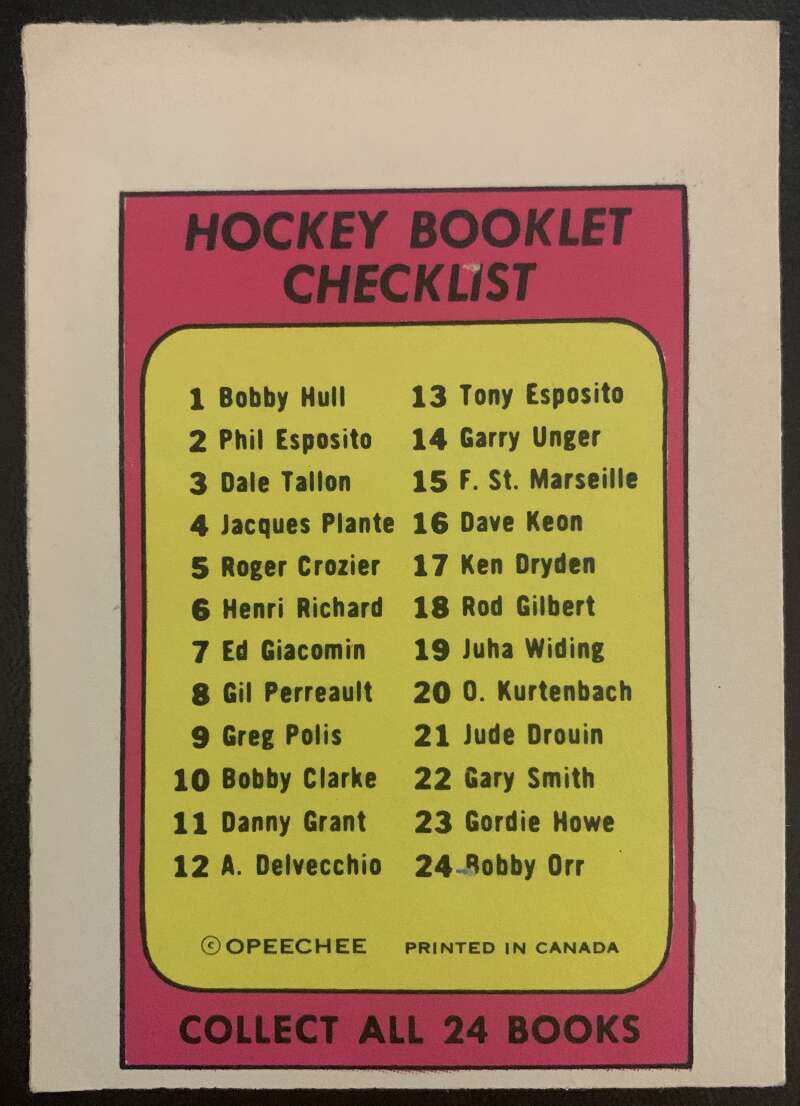 HOCKEY BOOKLET
CHECKLIST
1 Bobby Hull
2 Phil Esposito
3 Dale Tallon
4 Jacques Plante
5 Roger Crozier
6 Henri Richard
7 Ed Giacomin
8 Gil Perreault
9 Greg Polis
10 Bobby Clarke
11 Danny Grant
12 A. Delvecchio
13 Tony Esposito
14 Garry Unger
15 F. St. Marseille
16 Dave Keon
17 Ken Dryden
18 Rod Gilbert
19 Juha Widing
20 O. Kurtenbach
21 Jude Drouin
22 Gary Smith
23 Gordie Howe
24 Bobby Orr
© OPEECHEE PRINTED IN CANADA
COLLECT ALL 24 BOOKS